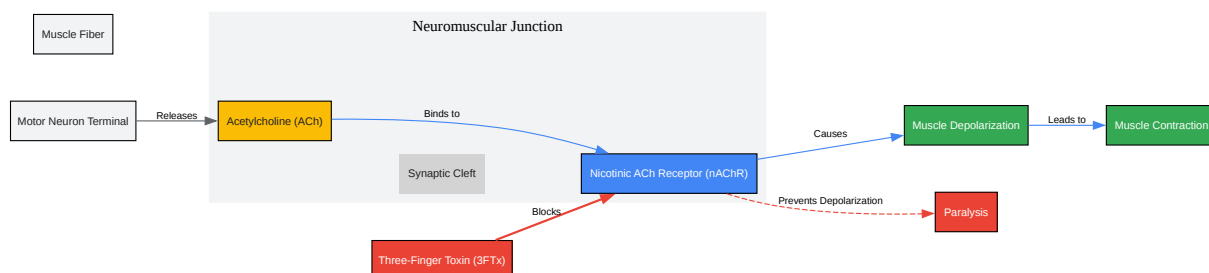 Neuromuscular Junction
Muscle Fiber
Motor Neuron Terminal
Releases
Acetylcholine (ACh)
Binds to
Synaptic Cleft
Nicotinic ACh Receptor (nAChR)
Blocks
Three-Finger Toxin (3FTx)
Causes
Muscle Depolarization
Leads to
Muscle Contraction
Prevents Depolarization
Paralysis